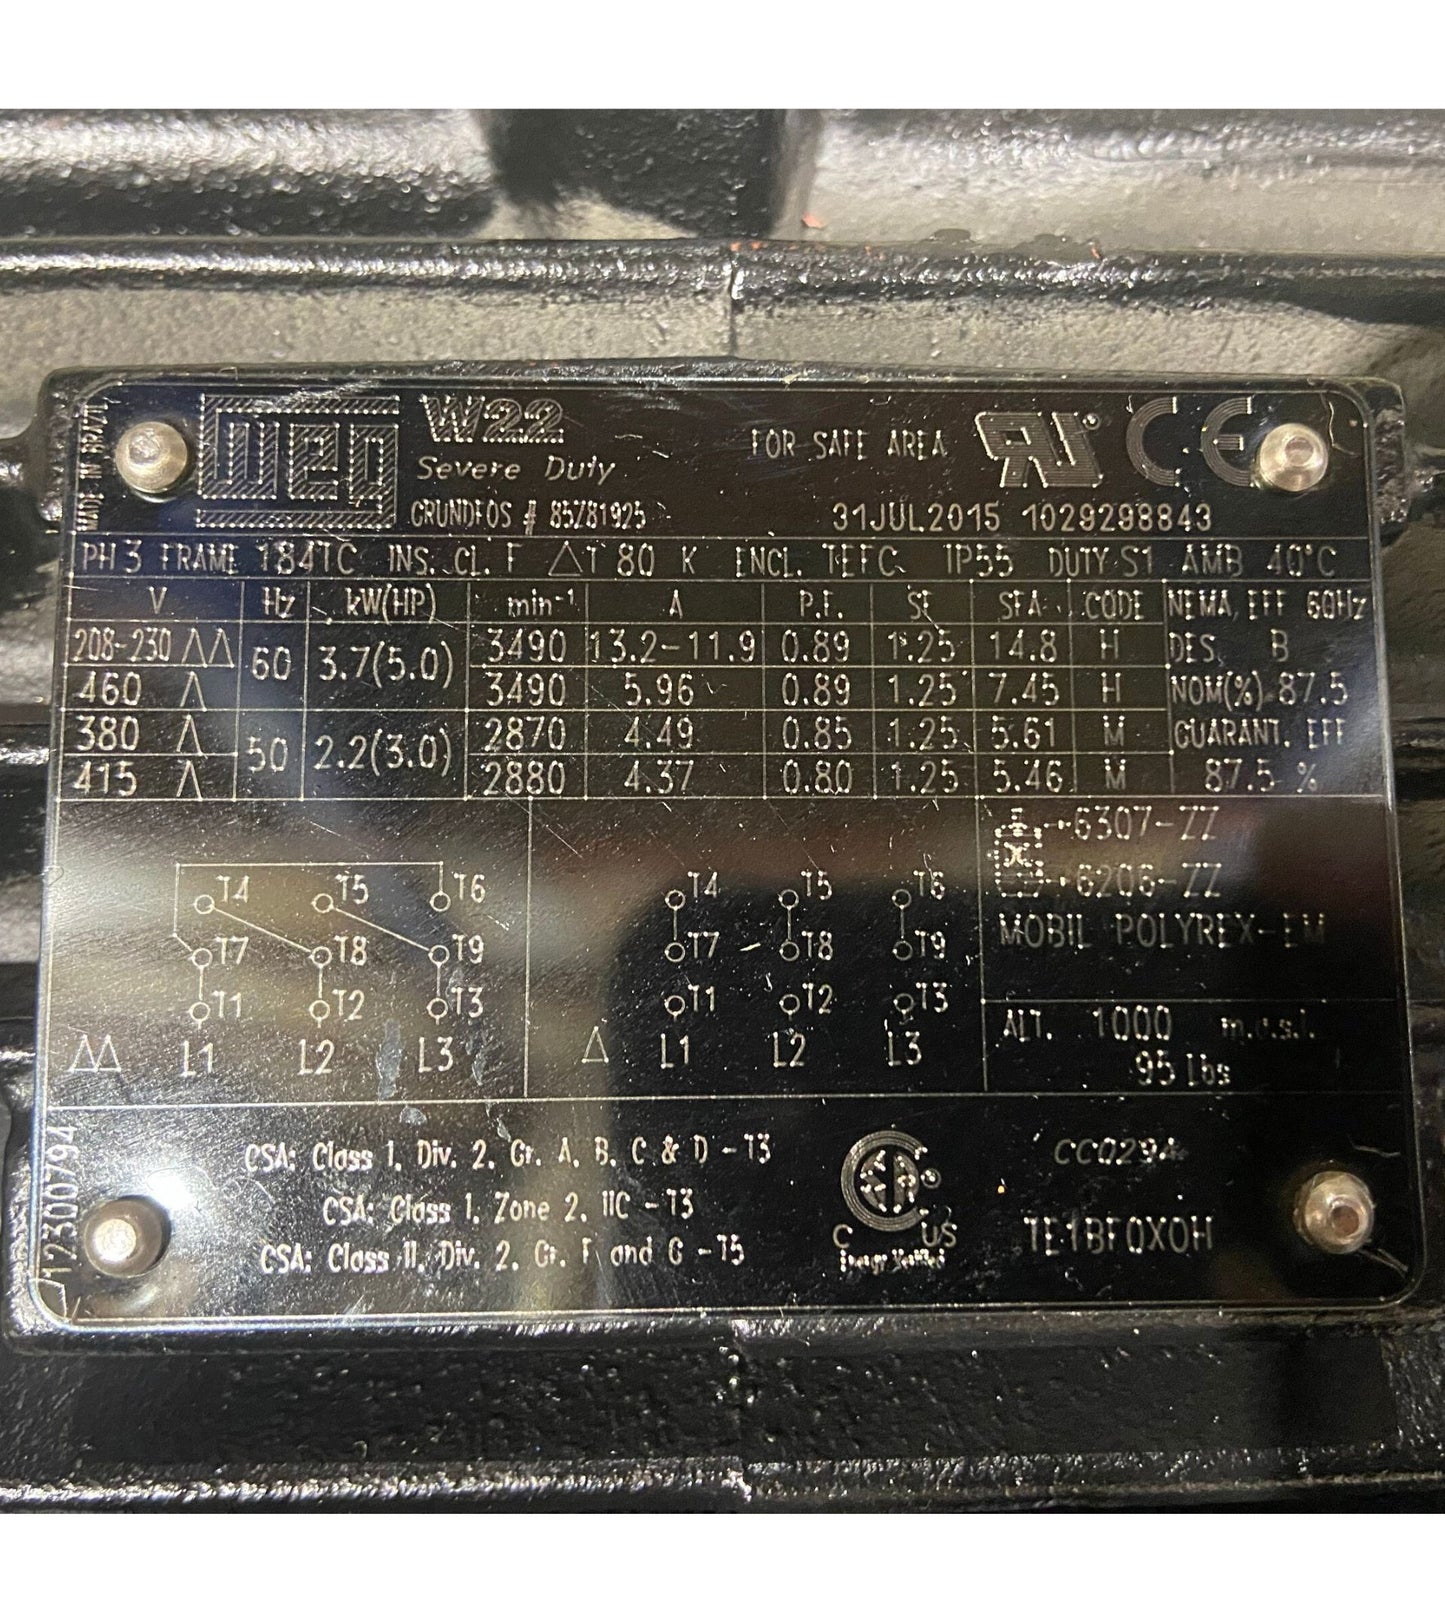 MADE IN BRAZIL
WEG W22
Severe Duty
FOR SAFE AREA
CE
GRUNDFOS # 85Z81925
31JUL2015 1029298843
PH 3 FRAME 184TC INS. CL. F ΔT 80 K ENCL. TEFC IP55 DUTY S1 AMB 40°C
V Hz kW(HP) min⁻¹ A P.F. SF SFA CODE NEMA EFF 60Hz
208-230 ΔΔ 60 3.7(5.0) 3490 13.2-11.9 0.89 1.25 14.8 H DES. B
460 Δ 3490 5.96 0.89 1.25 7.45 H NOM(%) 87.5
380 Δ 50 2.2(3.0) 2870 4.49 0.85 1.25 5.61 M GUARANT. EFF
415 Δ 2880 4.37 0.80 1.25 5.46 M 87.5 %
6307-ZZ
6206-ZZ
MOBIL POLYREX-EM
T4 T5 T6
T7 T8 T9
T1 T2 T3
ΔΔ L1 L2 L3
T4 T5 T6
T7 T8 T9
T1 T2 T3
Δ L1 L2 L3
ALT. 1000 m.a.s.l.
95 Lbs
12300794
CSA: Class I, Div. 2, Gr. A, B, C & D - T3
CSA: Class I, Zone 2, IIC - T3
CSA: Class II, Div. 2, Gr. F and G - T5
C US
Energy Verified
CC029A
TE1BF0X0H